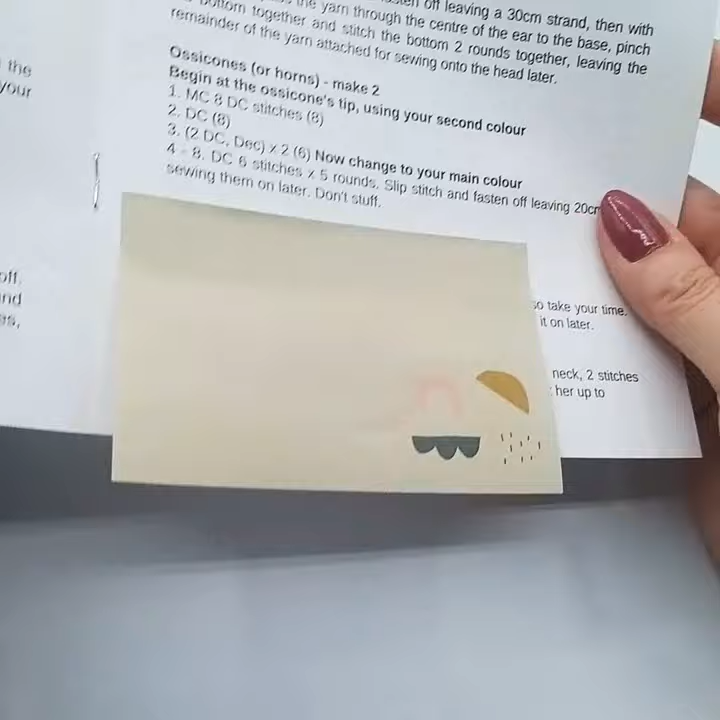 the
your
off.
and
off leaving a 30cm strand, then with
the yarn through the centre of the ear to the base, pinch
bottom together and stitch the bottom 2 rounds together, leaving the
remainder of the yarn attached for sewing onto the head later.
Ossicones (or horns) - make 2
Begin at the ossicone's tip, using your second colour
1. MC 8 DC stitches (8)
2. DC (8)
3. (2 DC, Dec) x 2 (6) Now change to your main colour
4 - 8. DC 6 stitches x 5 rounds. Slip stitch and fasten off leaving 20cm
sewing them on later. Don't stuff.
so take your time.
it on later.
neck, 2 stitches
her up to